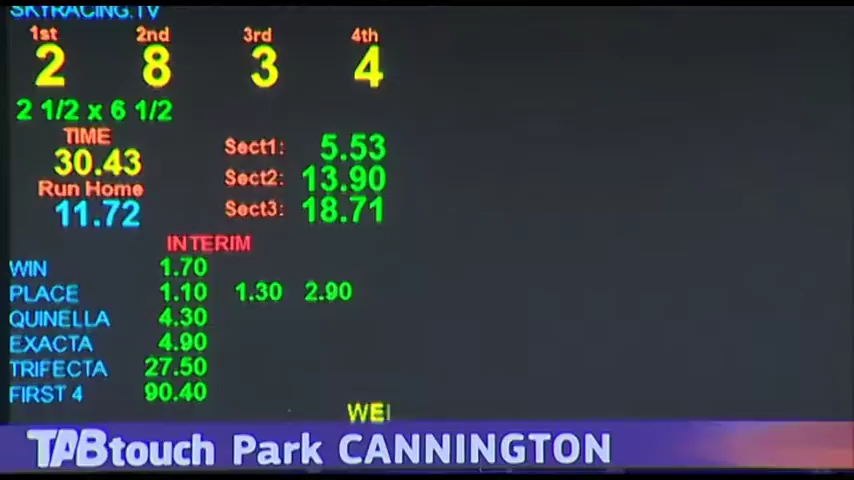 SKYRACING.TV
1st 2nd 3rd 4th
2 8 3 4
2 1/2 x 6 1/2
TIME
30.43
Run Home
11.72
Sect1: 5.53
Sect2: 13.90
Sect3: 18.71
INTERIM
WIN 1.70
PLACE 1.10 1.30 2.90
QUINELLA 4.30
EXACTA 4.90
TRIFECTA 27.50
FIRST 4 90.40
WE
TABtouch Park CANNINGTON